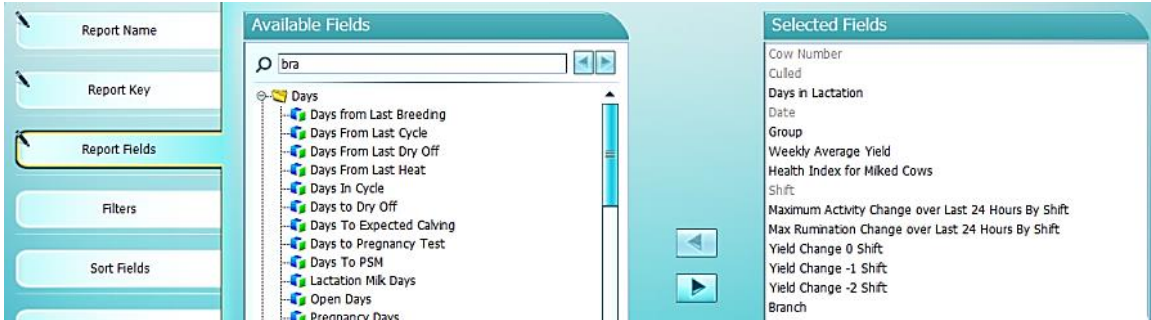 Report Name
Report Key
Report Fields
Filters
Sort Fields
Available Fields
bra
Days
Days from Last Breeding
Days From Last Cycle
Days From Last Dry Off
Days From Last Heat
Days In Cycle
Days to Dry Off
Days To Expected Calving
Days to Pregnancy Test
Days To PSM
Lactation Milk Days
Open Days
Pregnancy Days
Selected Fields
Cow Number
Culled
Days in Lactation
Date
Group
Weekly Average Yield
Health Index for Milked Cows
Shift
Maximum Activity Change over Last 24 Hours By Shift
Max Rumination Change over Last 24 Hours By Shift
Yield Change 0 Shift
Yield Change -1 Shift
Yield Change -2 Shift
Branch